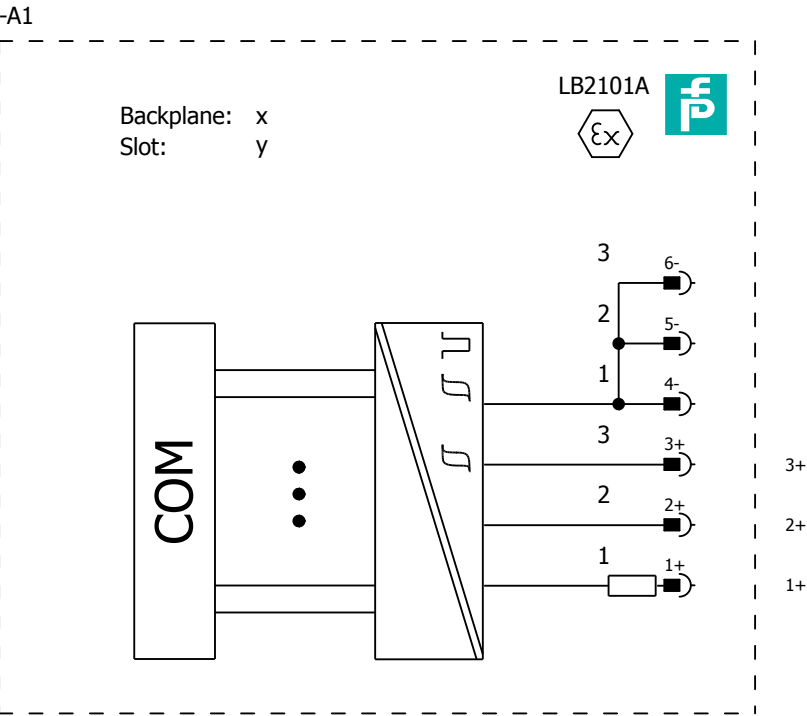 -A1
LB2101A
Backplane: x
Slot: y
Ex
3
6-
2
5-
1
4-
3
3+
3+
2
2+
2+
1
1+
1+
COM